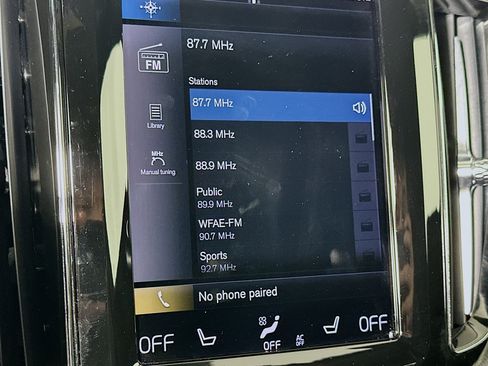 87.7 MHz
FM
Stations
87.7 MHz
Library
88.3 MHz
MHz
Manual tuning
88.9 MHz
Public
89.9 MHz
WFAE-FM
90.7 MHz
Sports
92.7 MHz
No phone paired
OFF
OFF
AC
OFF
OFF